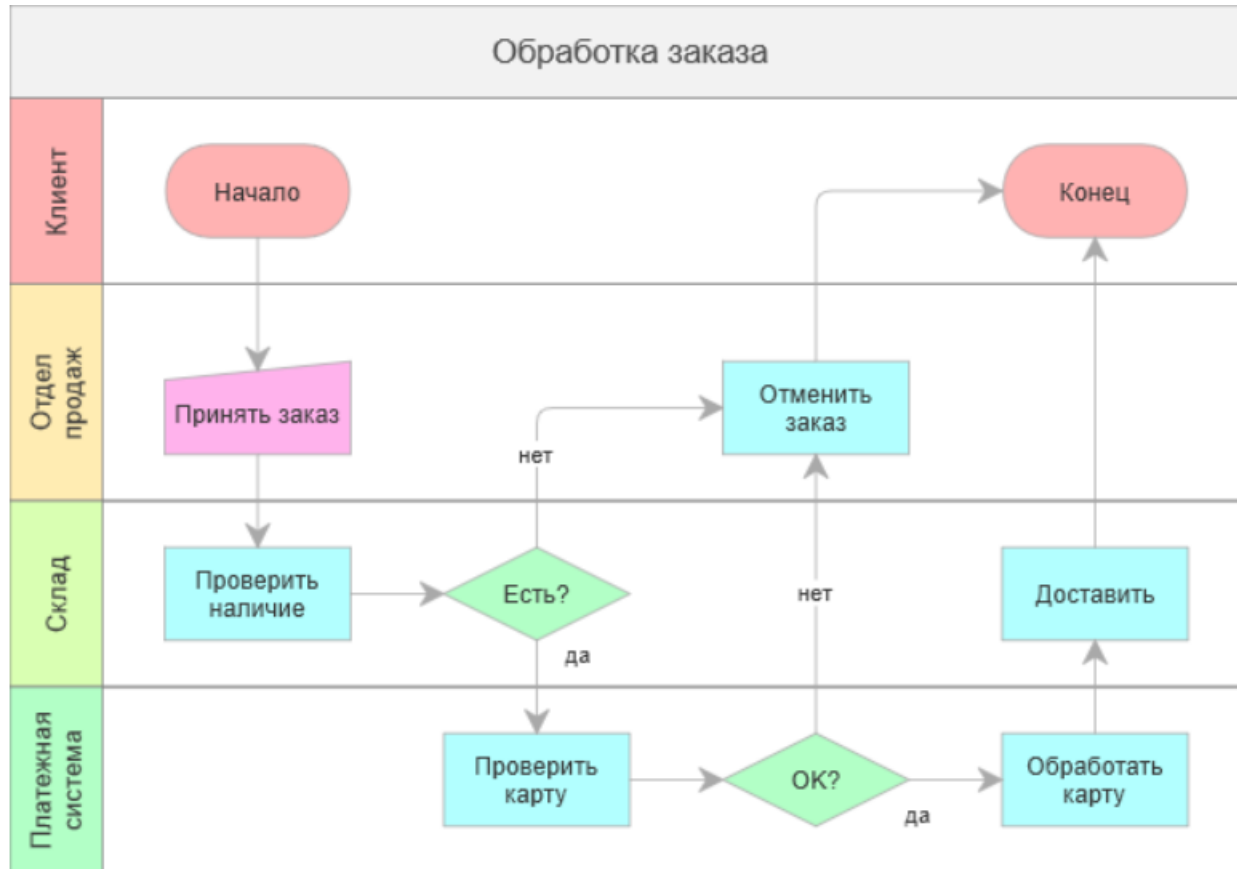 Обработка заказа
Клиент
Начало
Конец
Отдел
продаж
Принять заказ
Отменить
заказ
нет
Склад
Проверить
наличие
Есть?
да
нет
Доставить
Платежная
система
Проверить
карту
OK?
да
Обработать
карту